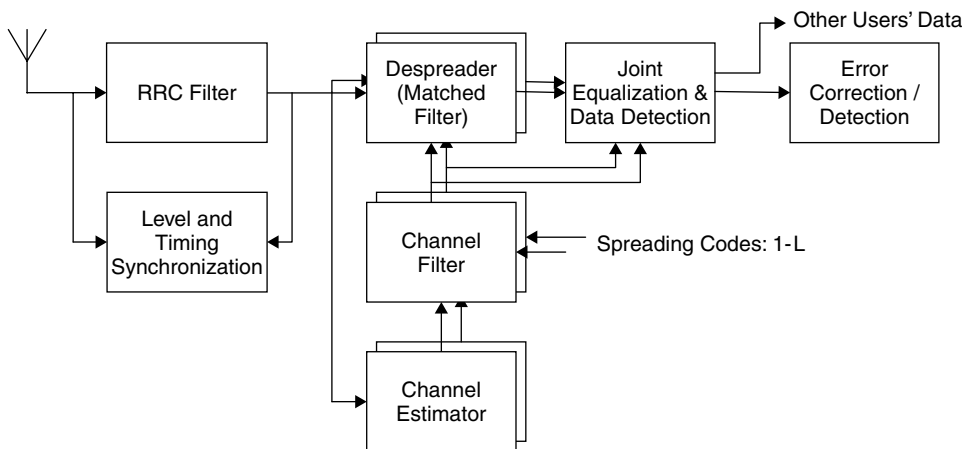 Other Users' Data
RRC Filter
Despreader
(Matched
Filter)
Joint
Equalization &
Data Detection
Error
Correction /
Detection
Level and
Timing
Synchronization
Channel
Filter
Spreading Codes: 1-L
Channel
Estimator